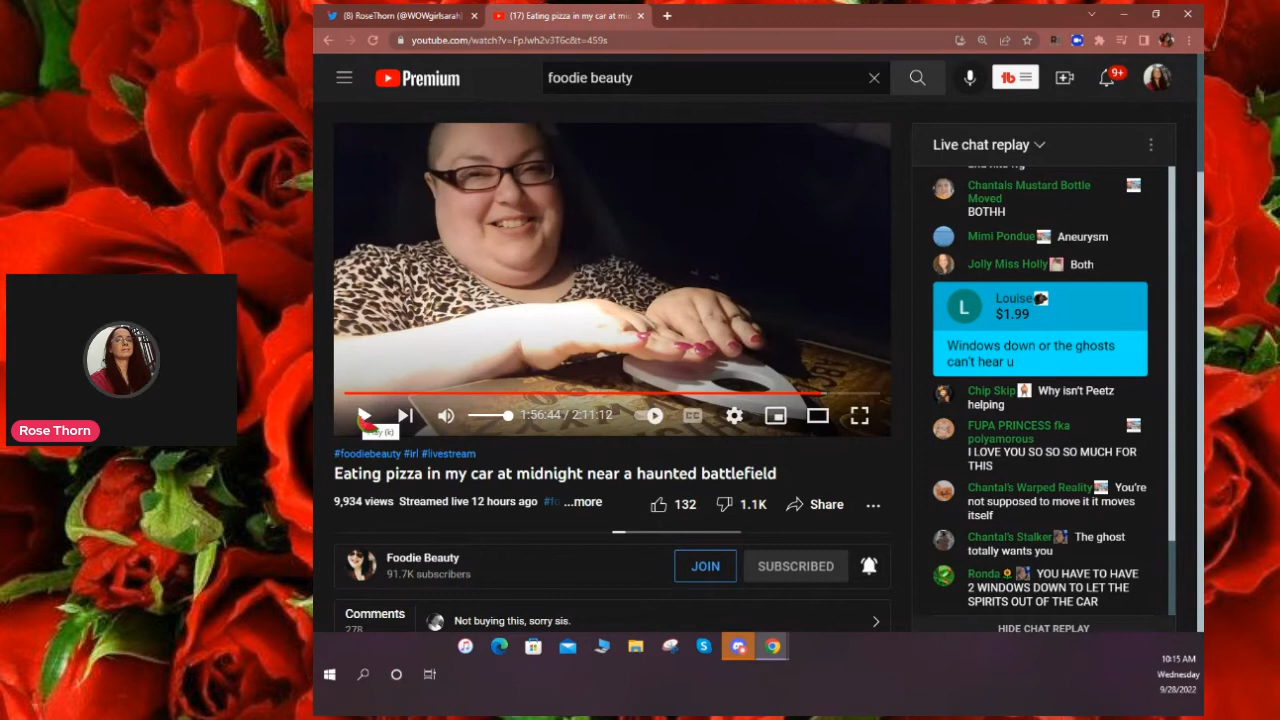 (8) RoseThorn (@WOWgirlsarah)
(17) Eating pizza in my car at mid
youtube.com/watch?v=FpJwh2v3T6c&t=459s
Premium
foodie beauty
9+
Live chat replay
Chantals Mustard Bottle
Moved
BOTHH
Mimi Pondue Aneurysm
Jolly Miss Holly Both
L
Louise
$1.99
Windows down or the ghosts
can't hear u
Chip Skip Why isn't Peetz
helping
FUPA PRINCESS fka
polyamorous
I LOVE YOU SO SO SO MUCH FOR
THIS
Chantal's Warped Reality You're
not supposed to move it it moves
itself
Chantal's Stalker The ghost
totally wants you
Ronda YOU HAVE TO HAVE
2 WINDOWS DOWN TO LET THE
SPIRITS OUT OF THE CAR
HIDE CHAT REPLAY
1:56:44 / 2:11:12
CC
Play (k)
#foodiebeauty #irl #livestream
Eating pizza in my car at midnight near a haunted battlefield
9,934 views Streamed live 12 hours ago #fo ...more
132
1.1K
Share
Foodie Beauty
91.7K subscribers
JOIN
SUBSCRIBED
Comments
278
Not buying this, sorry sis.
Rose Thorn
10:15 AM
Wednesday
9/28/2022